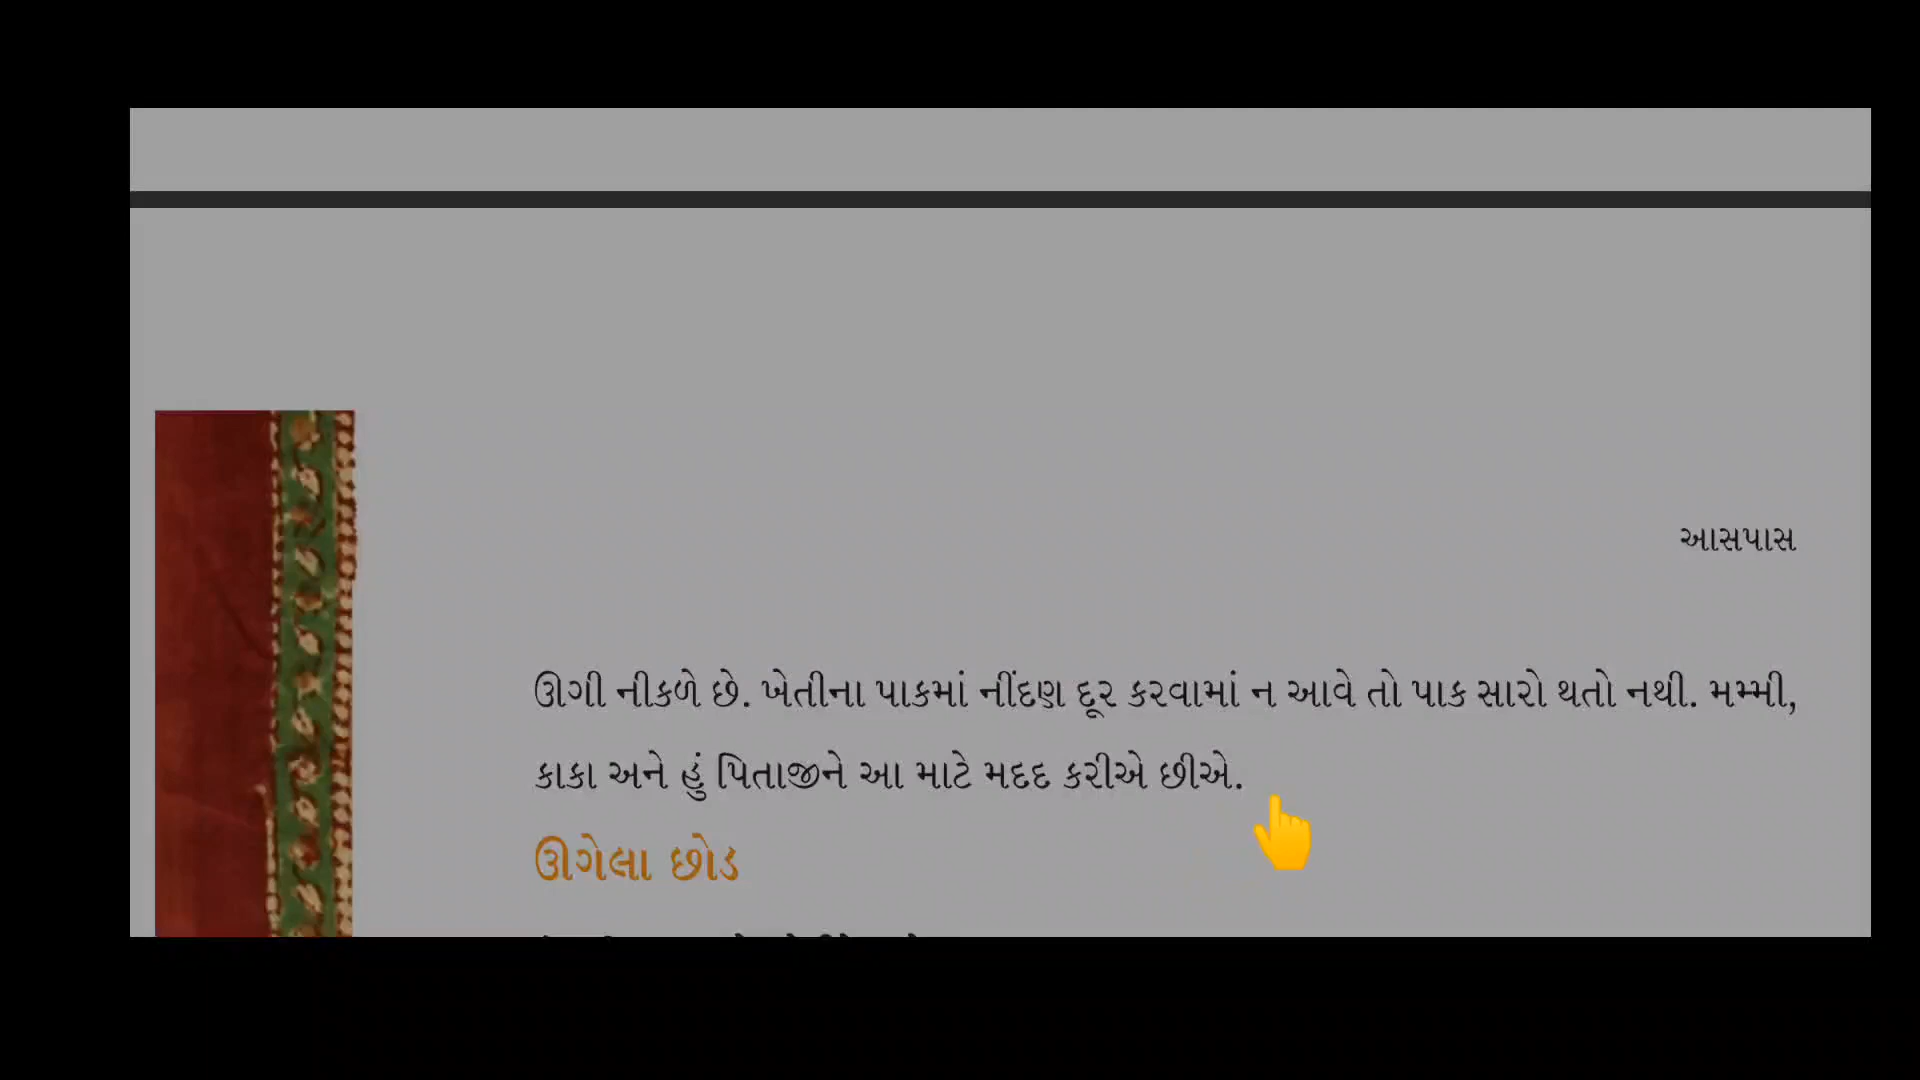 આસપાસ
ઊગી નીકળે છે. ખેતીના પાકમાં નીંદણ દૂર કરવામાં ન આવે તો પાક સારો થતો નથી. મમ્મી,
કાકા અને હું પિતાજીને આ માટે મદદ કરીએ છીએ.
ઊગેલા છોડ